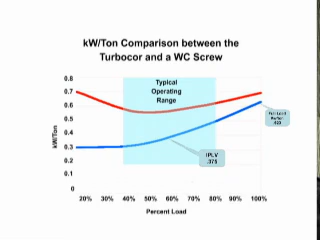 kW/Ton Comparison between the
Turbocor and a WC Screw
0.8
0.7
0.6
0.5
0.4
0.3
0.2
0.1
0
kW/Ton
Typical
Operating
Range
IPLV
.375
20% 30% 40% 50% 60% 70% 80% 90% 100%
Percent Load